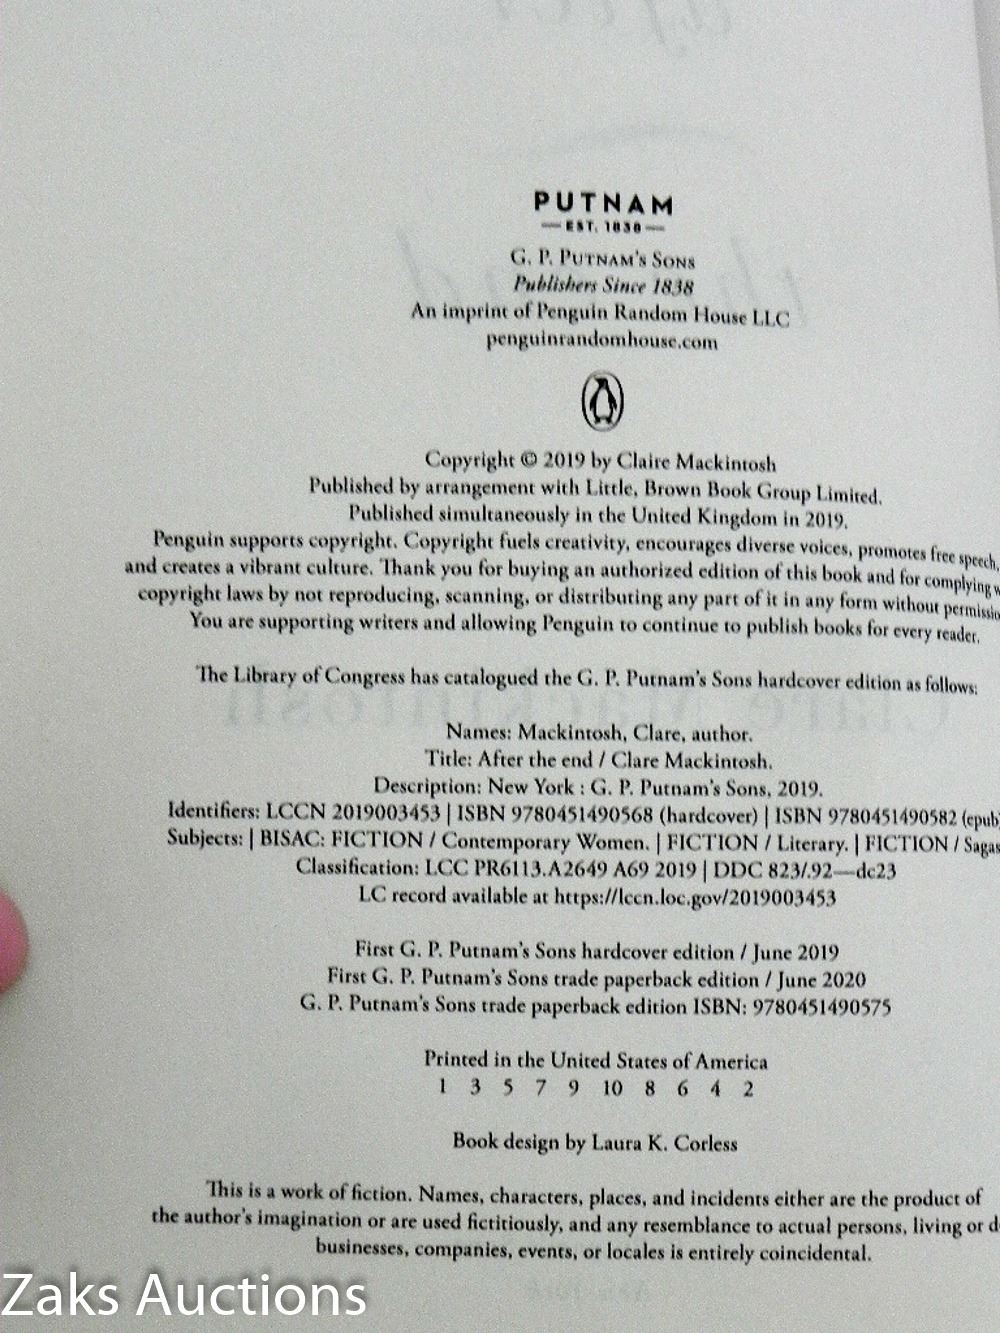 PUTNAM
— EST. 1838 —
G. P. Putnam's Sons
Publishers Since 1838
An imprint of Penguin Random House LLC
penguinrandomhouse.com
Copyright © 2019 by Claire Mackintosh
Published by arrangement with Little, Brown Book Group Limited.
Published simultaneously in the United Kingdom in 2019.
Penguin supports copyright. Copyright fuels creativity, encourages diverse voices, promotes free speech,
and creates a vibrant culture. Thank you for buying an authorized edition of this book and for complying w
copyright laws by not reproducing, scanning, or distributing any part of it in any form without permissio
You are supporting writers and allowing Penguin to continue to publish books for every reader.
The Library of Congress has catalogued the G. P. Putnam's Sons hardcover edition as follows:
Names: Mackintosh, Clare, author.
Title: After the end / Clare Mackintosh.
Description: New York : G. P. Putnam's Sons, 2019.
Identifiers: LCCN 2019003453 | ISBN 9780451490568 (hardcover) | ISBN 9780451490582 (epub)
Subjects: | BISAC: FICTION / Contemporary Women. | FICTION / Literary. | FICTION / Sagas
Classification: LCC PR6113.A2649 A69 2019 | DDC 823/.92—dc23
LC record available at https://lccn.loc.gov/2019003453
First G. P. Putnam's Sons hardcover edition / June 2019
First G. P. Putnam's Sons trade paperback edition / June 2020
G. P. Putnam's Sons trade paperback edition ISBN: 9780451490575
Printed in the United States of America
1 3 5 7 9 10 8 6 4 2
Book design by Laura K. Corless
This is a work of fiction. Names, characters, places, and incidents either are the product of
the author's imagination or are used fictitiously, and any resemblance to actual persons, living or d
businesses, companies, events, or locales is entirely coincidental.
Zaks Auctions